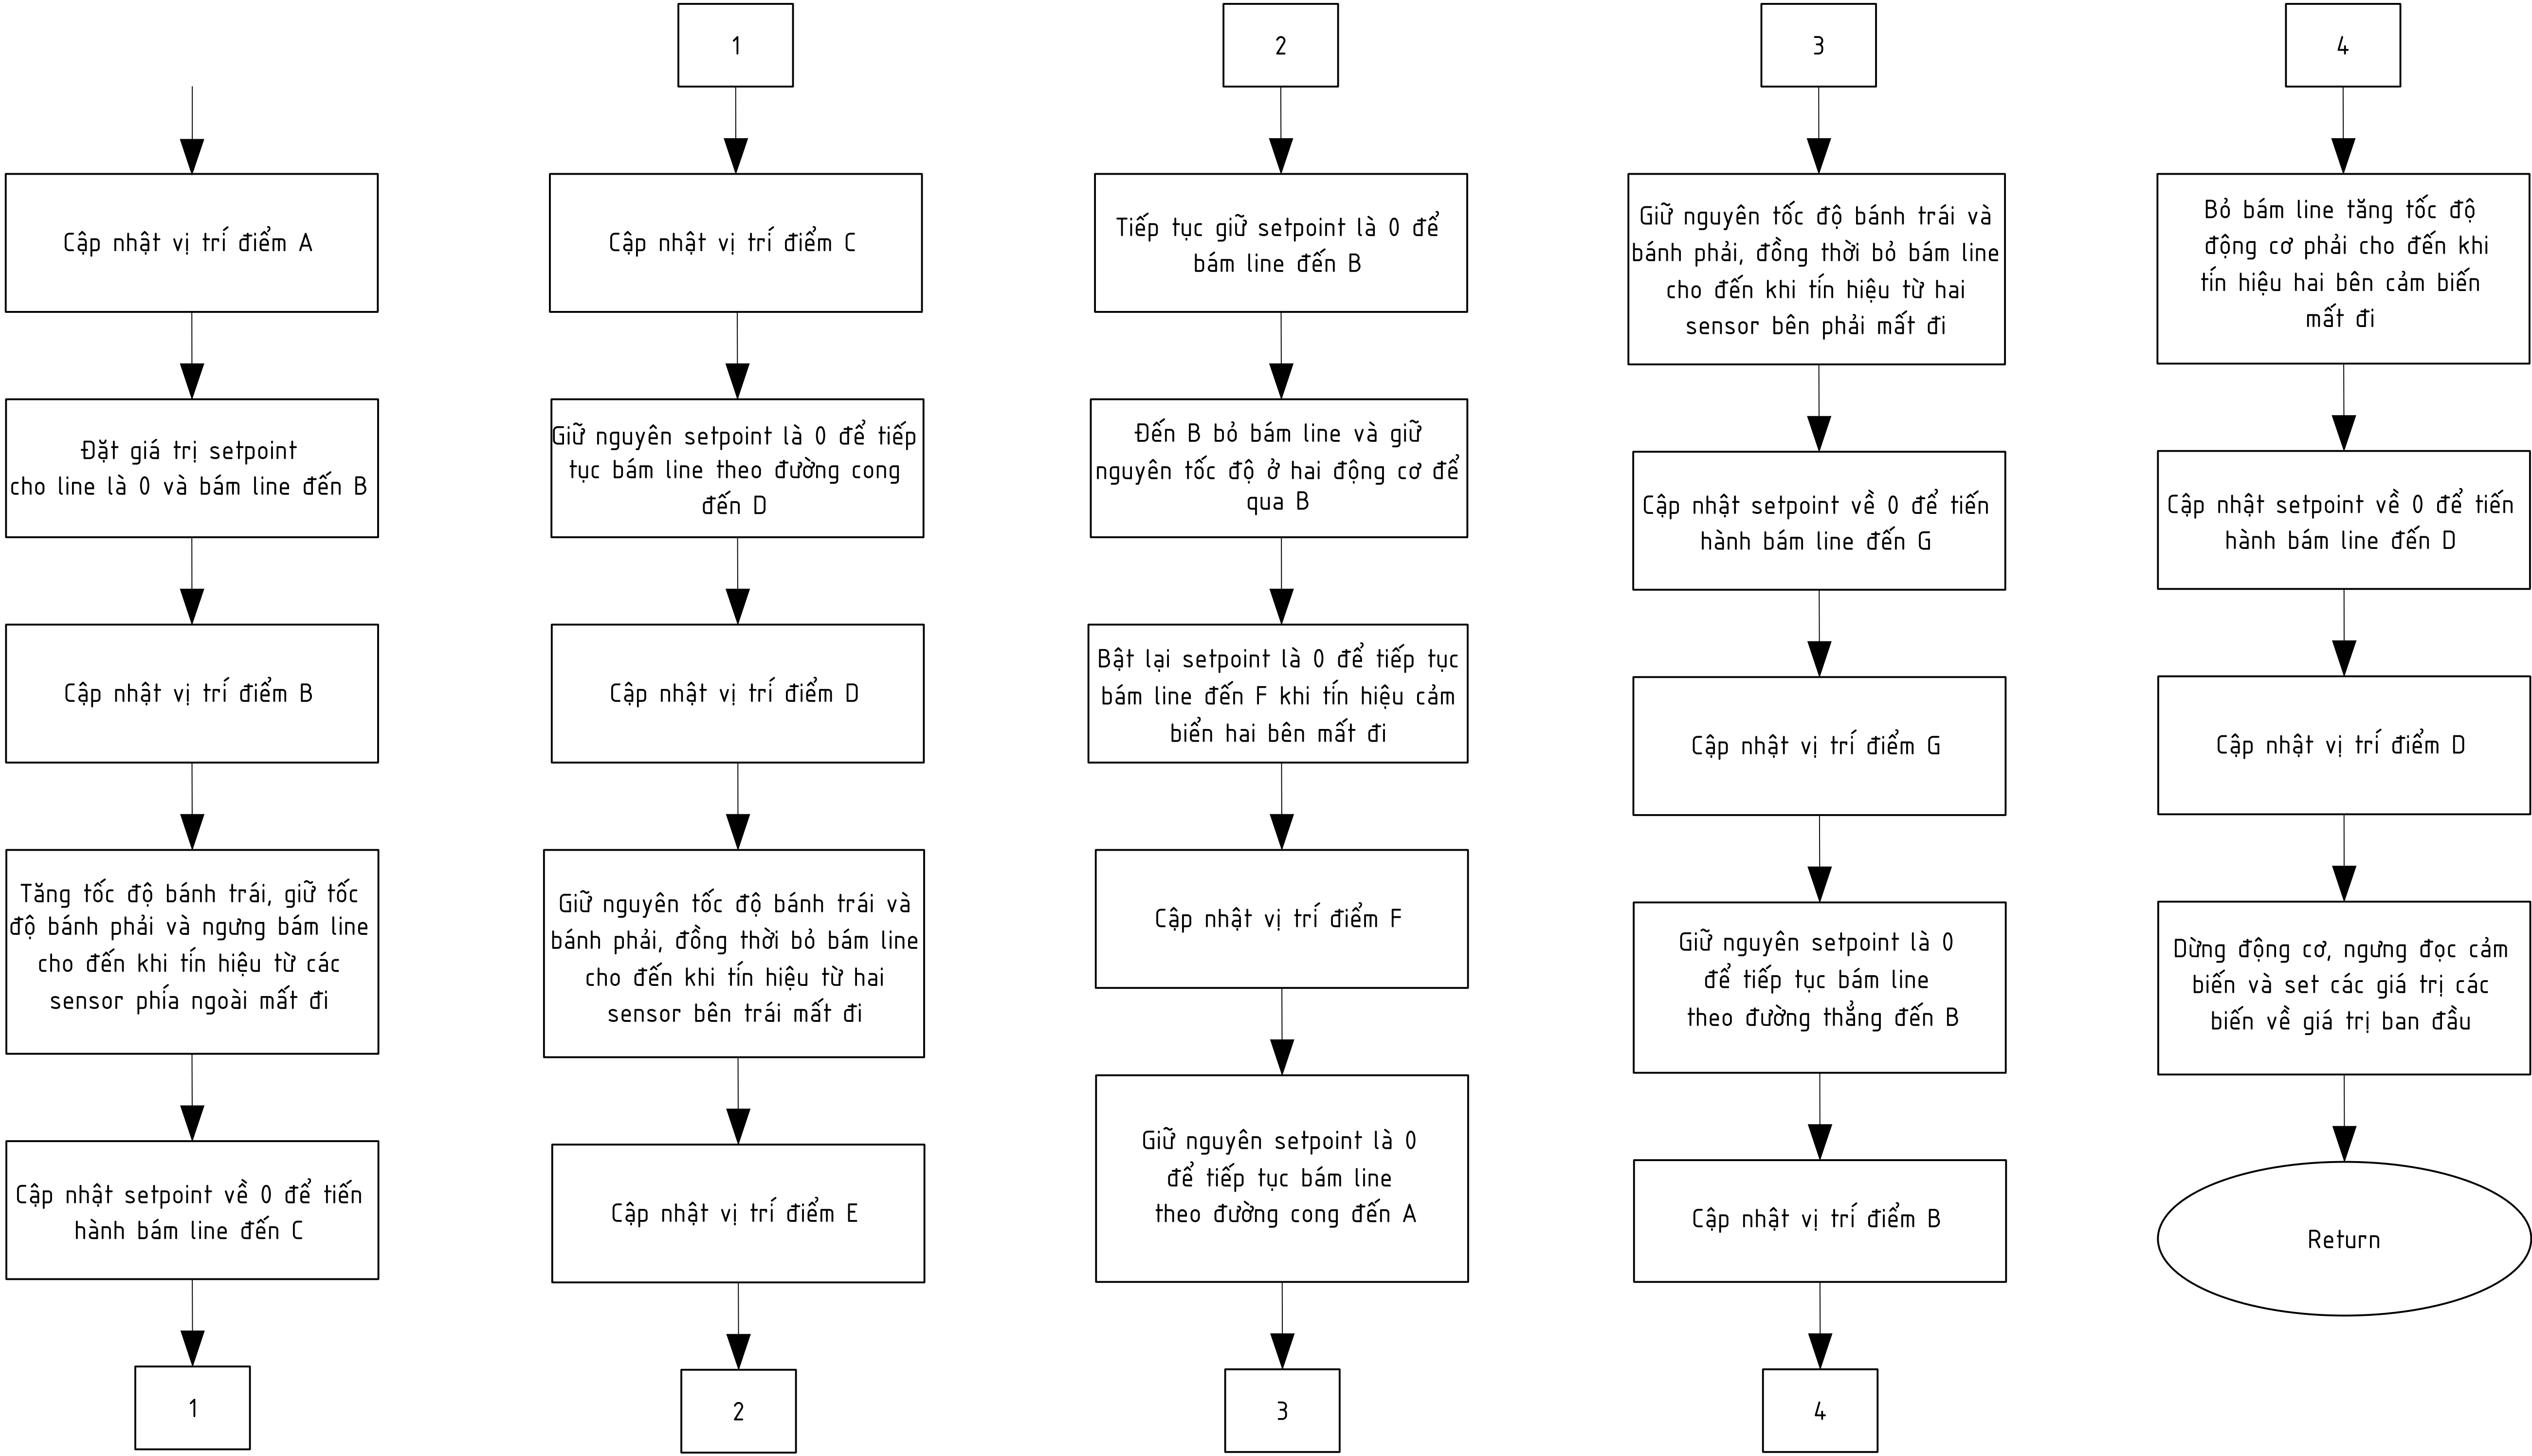 Cập nhật vị trí điểm A
Đặt giá trị setpoint
cho line là 0 và bám line đến B
Cập nhật vị trí điểm B
Tăng tốc độ bánh trái, giữ tốc
độ bánh phải và ngưng bám line
cho đến khi tín hiệu từ các
sensor phía ngoài mất đi
Cập nhật setpoint về 0 để tiến
hành bám line đến C
1
1
Cập nhật vị trí điểm C
Giữ nguyên setpoint là 0 để tiếp
tục bám line theo đường cong
đến D
Cập nhật vị trí điểm D
Giữ nguyên tốc độ bánh trái và
bánh phải, đồng thời bỏ bám line
cho đến khi tín hiệu từ hai
sensor bên trái mất đi
Cập nhật vị trí điểm E
2
2
Tiếp tục giữ setpoint là 0 để
bám line đến B
Đến B bỏ bám line và giữ
nguyên tốc độ ở hai động cơ để
qua B
Bật lại setpoint là 0 để tiếp tục
bám line đến F khi tín hiệu cảm
biển hai bên mất đi
Cập nhật vị trí điểm F
Giữ nguyên setpoint là 0
để tiếp tục bám line
theo đường cong đến A
3
3
Giữ nguyên tốc độ bánh trái và
bánh phải, đồng thời bỏ bám line
cho đến khi tín hiệu từ hai
sensor bên phải mất đi
Cập nhật setpoint về 0 để tiến
hành bám line đến G
Cập nhật vị trí điểm G
Giữ nguyên setpoint là 0
để tiếp tục bám line
theo đường thẳng đến B
Cập nhật vị trí điểm B
4
4
Bỏ bám line tăng tốc độ
động cơ phải cho đến khi
tín hiệu hai bên cảm biến
mất đi
Cập nhật setpoint về 0 để tiến
hành bám line đến D
Cập nhật vị trí điểm D
Dừng động cơ, ngưng đọc cảm
biến và set các giá trị các
biến về giá trị ban đầu
Return